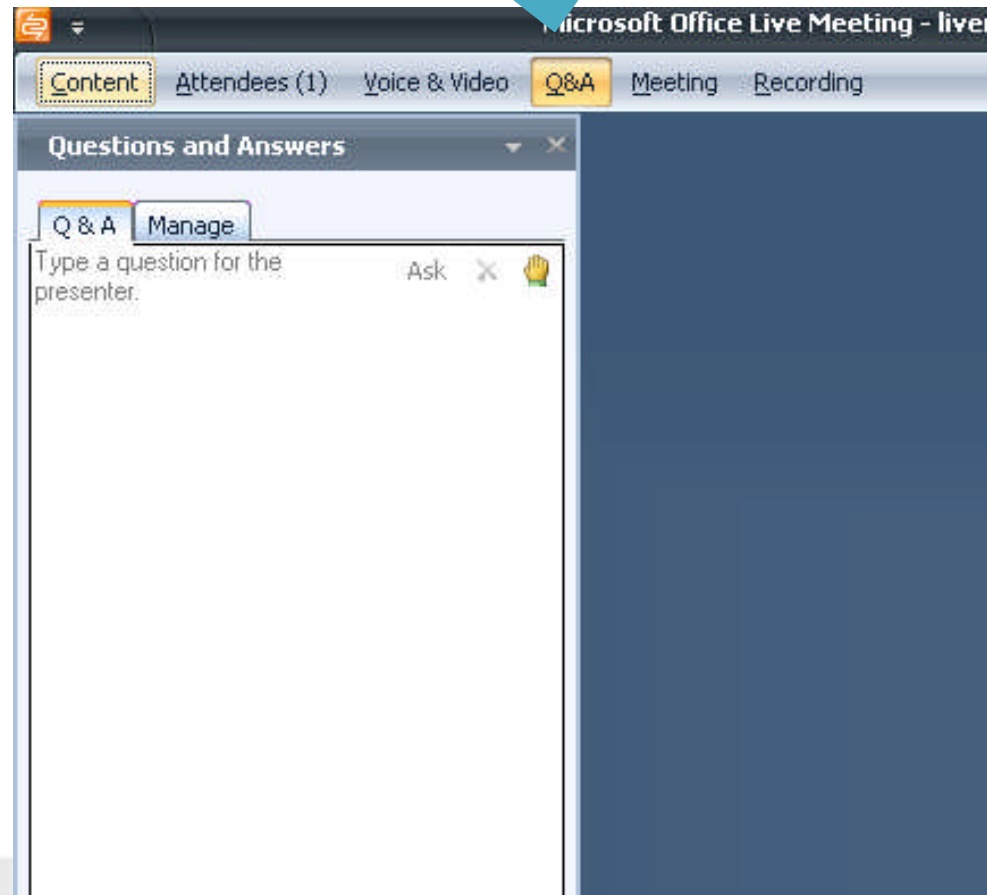 Microsoft Office Live Meeting - liver
Content Attendees (1) Voice & Video Q&A Meeting Recording
Questions and Answers
Q & A Manage
Type a question for the
presenter.
Ask